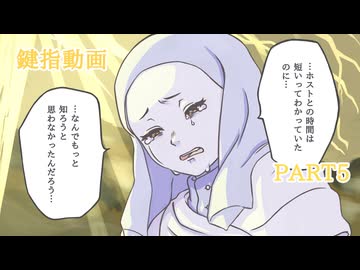 鍵指動画
…ホストとの時間は
短いってわかっていた
のに…
…なんでもっと
知ろうと
思わなかったんだろう…
PART5